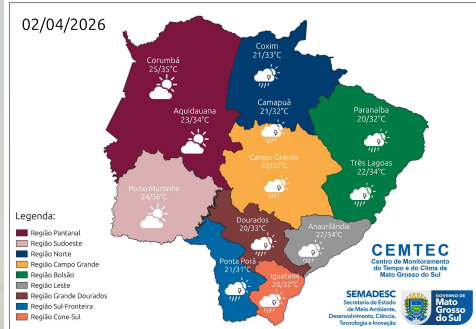 02/04/2026
Corumbá
25/35°C
Coxim
21/33°C
Aquidauana
23/34°C
Camapuã
21/32°C
Paranaíba
20/32°C
Campo Grande
22/32°C
Três Lagoas
22/34°C
Porto Murtinho
24/36°C
Dourados
20/33°C
Anaurilândia
22/34°C
Ponta Porã
21/31°C
Iguatemi
20/32°C
Legenda:
Região Pantanal
Região Sudoeste
Região Norte
Região Campo Grande
Região Bolsão
Região Leste
Região Grande Dourados
Região Sul-Fronteira
Região Cone-Sul
CEMTEC
Centro de Monitoramento
do Tempo e do Clima de
Mato Grosso do Sul
SEMADESC
Secretaria de Estado
de Meio Ambiente,
Desenvolvimento, Ciência,
Tecnologia e Inovação
GOVERNO DE
Mato
Grosso
do Sul